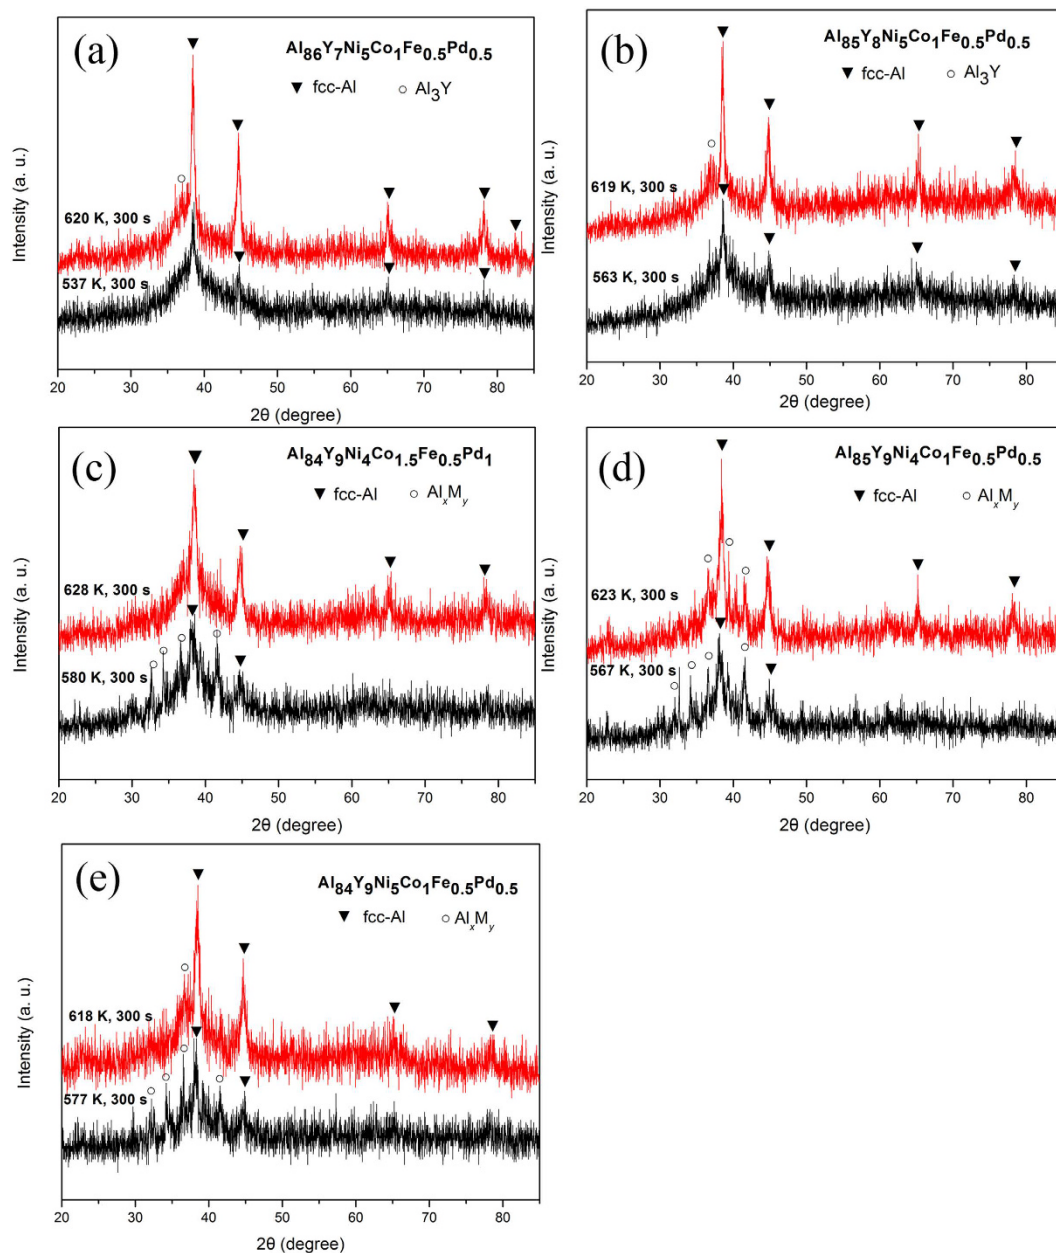 (a)
Al86Y7Ni5Co1Fe0.5Pd0.5
▼ fcc-Al ○ Al3Y
620 K, 300 s
537 K, 300 s
Intensity (a. u.)
20 30 40 50 60 70 80
2θ (degree)
(b)
Al85Y8Ni5Co1Fe0.5Pd0.5
▼ fcc-Al ○ Al3Y
619 K, 300 s
563 K, 300 s
Intensity (a. u.)
20 30 40 50 60 70 80
2θ (degree)
(c)
Al84Y9Ni4Co1.5Fe0.5Pd1
▼ fcc-Al ○ AlxMy
628 K, 300 s
580 K, 300 s
Intensity (a. u.)
20 30 40 50 60 70 80
2θ (degree)
(d)
Al85Y9Ni4Co1Fe0.5Pd0.5
▼ fcc-Al ○ AlxMy
623 K, 300 s
567 K, 300 s
Intensity (a. u.)
20 30 40 50 60 70 80
2θ (degree)
(e)
Al84Y9Ni5Co1Fe0.5Pd0.5
▼ fcc-Al ○ AlxMy
618 K, 300 s
577 K, 300 s
Intensity (a. u.)
20 30 40 50 60 70 80
2θ (degree)